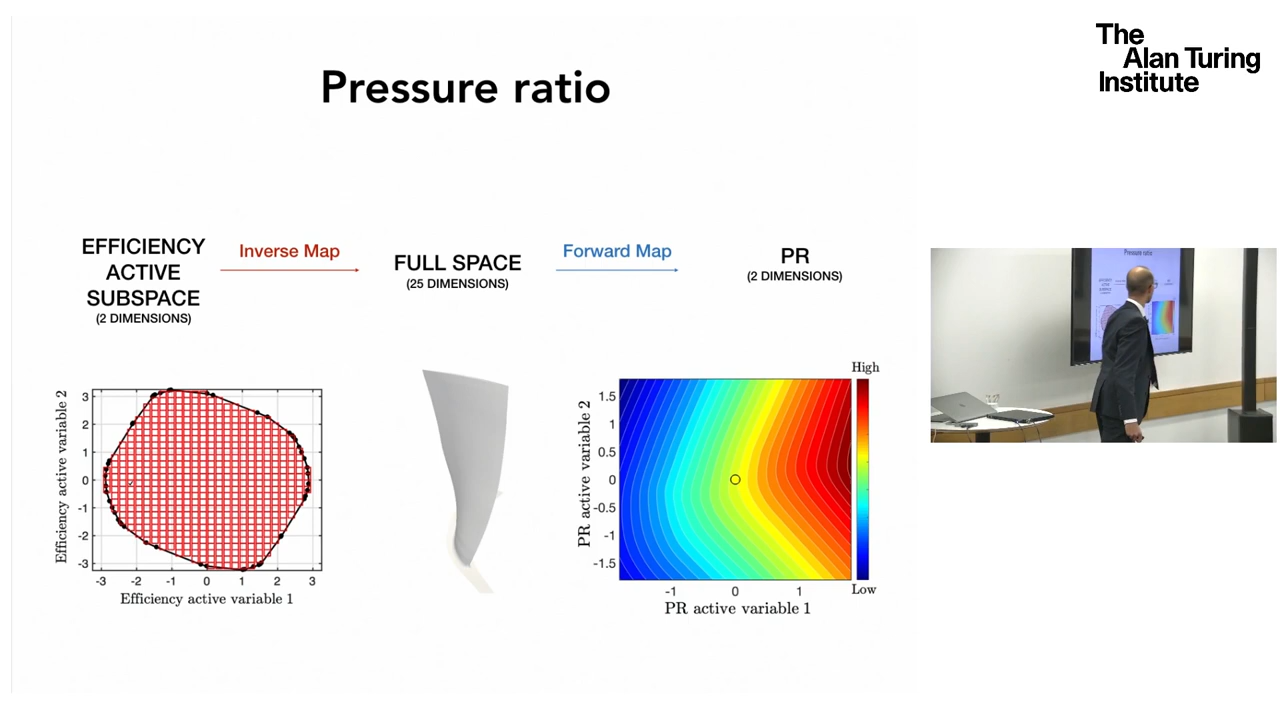 Pressure ratio
The
Alan Turing
Institute
EFFICIENCY
ACTIVE
SUBSPACE
(2 DIMENSIONS)
Inverse Map
FULL SPACE
(25 DIMENSIONS)
Forward Map
PR
(2 DIMENSIONS)
Efficiency active variable 2
3
2
1
0
-1
-2
-3
-3 -2 -1 0 1 2 3
Efficiency active variable 1
PR active variable 2
1.5
1
0.5
0
-0.5
-1
-1.5
-1 0 1
PR active variable 1
High
Low
Pressure ratio